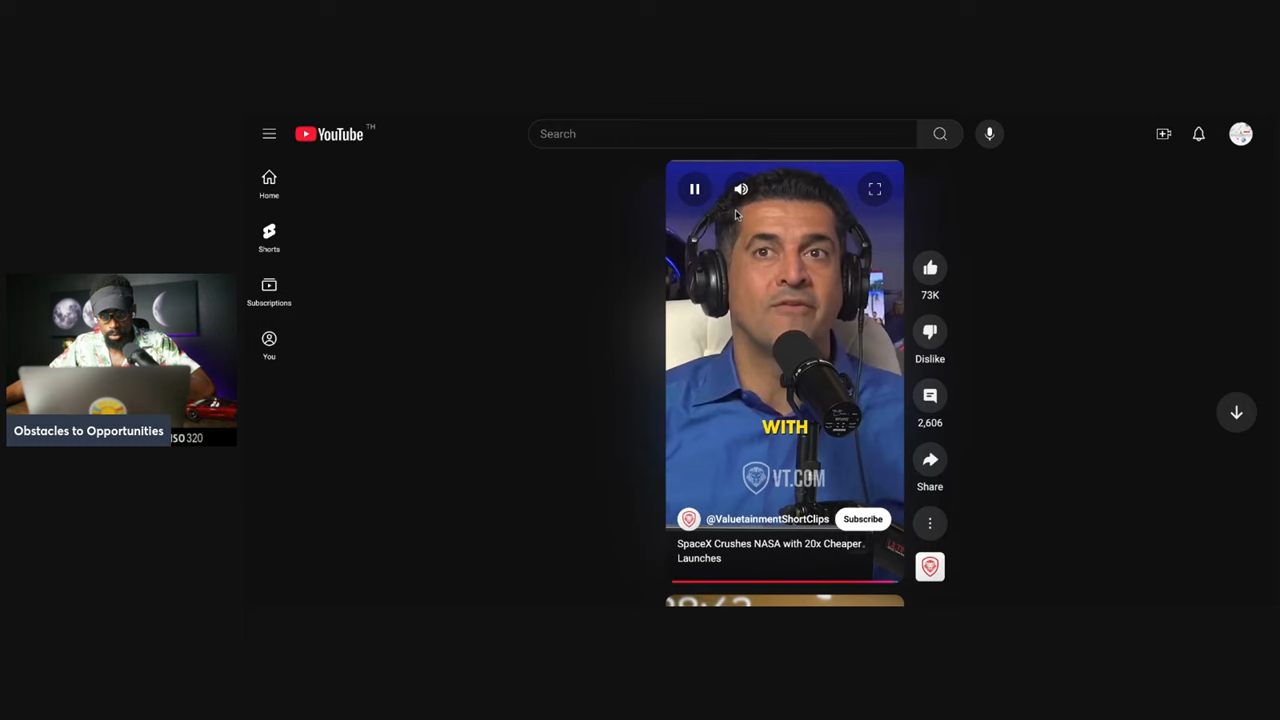 YouTube TH
Search
Home
Shorts
Subscriptions
You
WITH
VT.COM
@ValuetainmentShortClips
Subscribe
SpaceX Crushes NASA with 20x Cheaper
Launches
73K
Dislike
2,606
Share
Obstacles to Opportunities
ISO 320